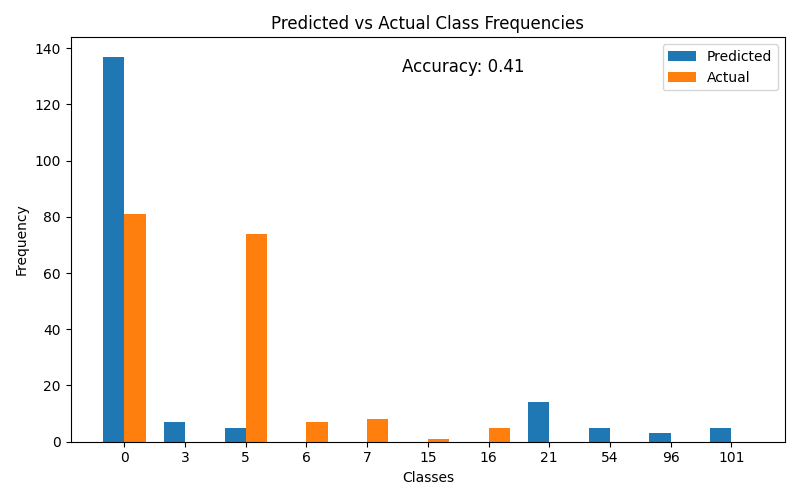 Predicted vs Actual Class Frequencies
Accuracy: 0.41
Predicted
Actual
Frequency
140
120
100
80
60
40
20
0
0 3 5 6 7 15 16 21 54 96 101
Classes